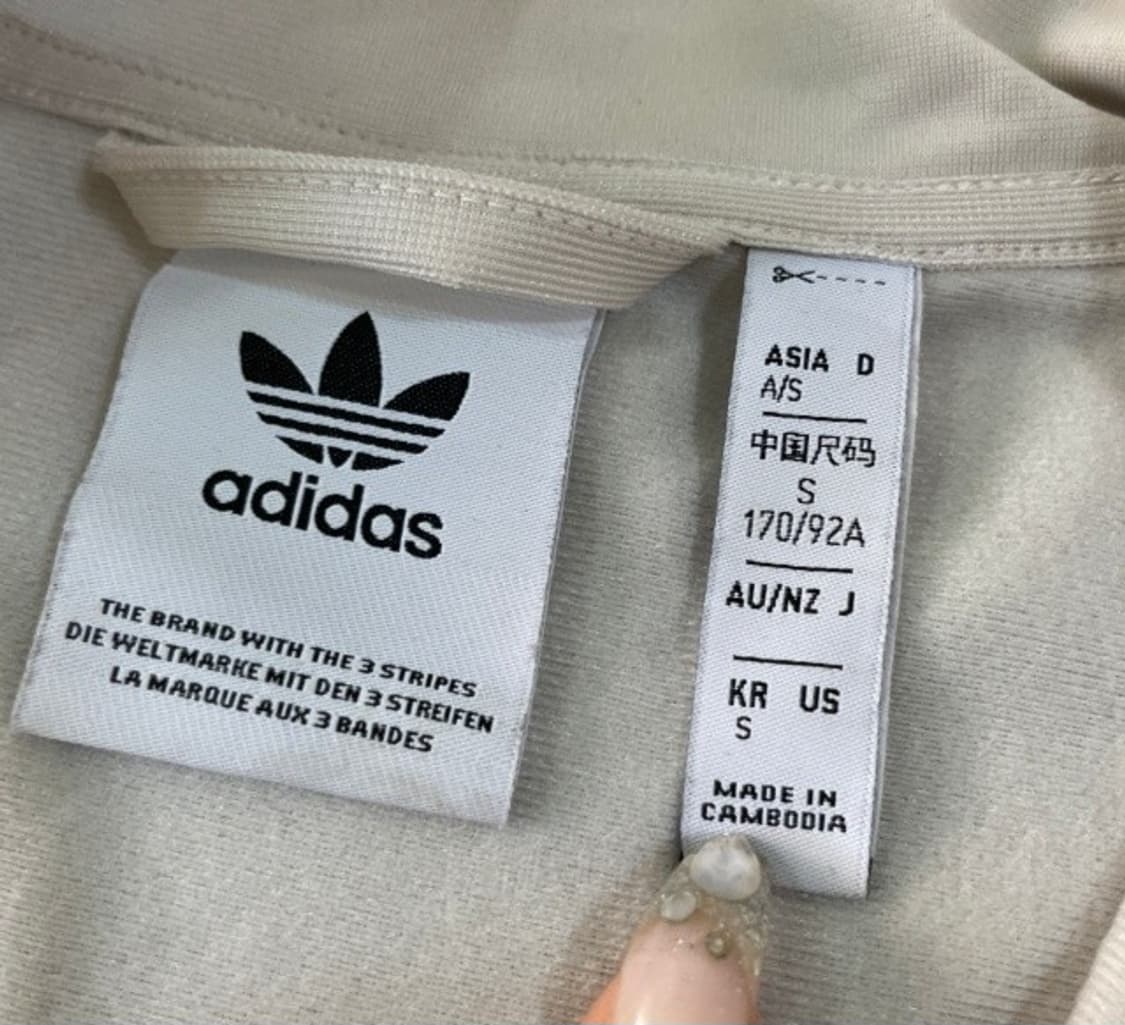 adidas
THE BRAND WITH THE 3 STRIPES
DIE WELTMARKE MIT DEN 3 STREIFEN
LA MARQUE AUX 3 BANDES
ASIA D
A/S
中国尺码
S
170/92A
AU/NZ J
KR US
S
MADE IN
CAMBODIA